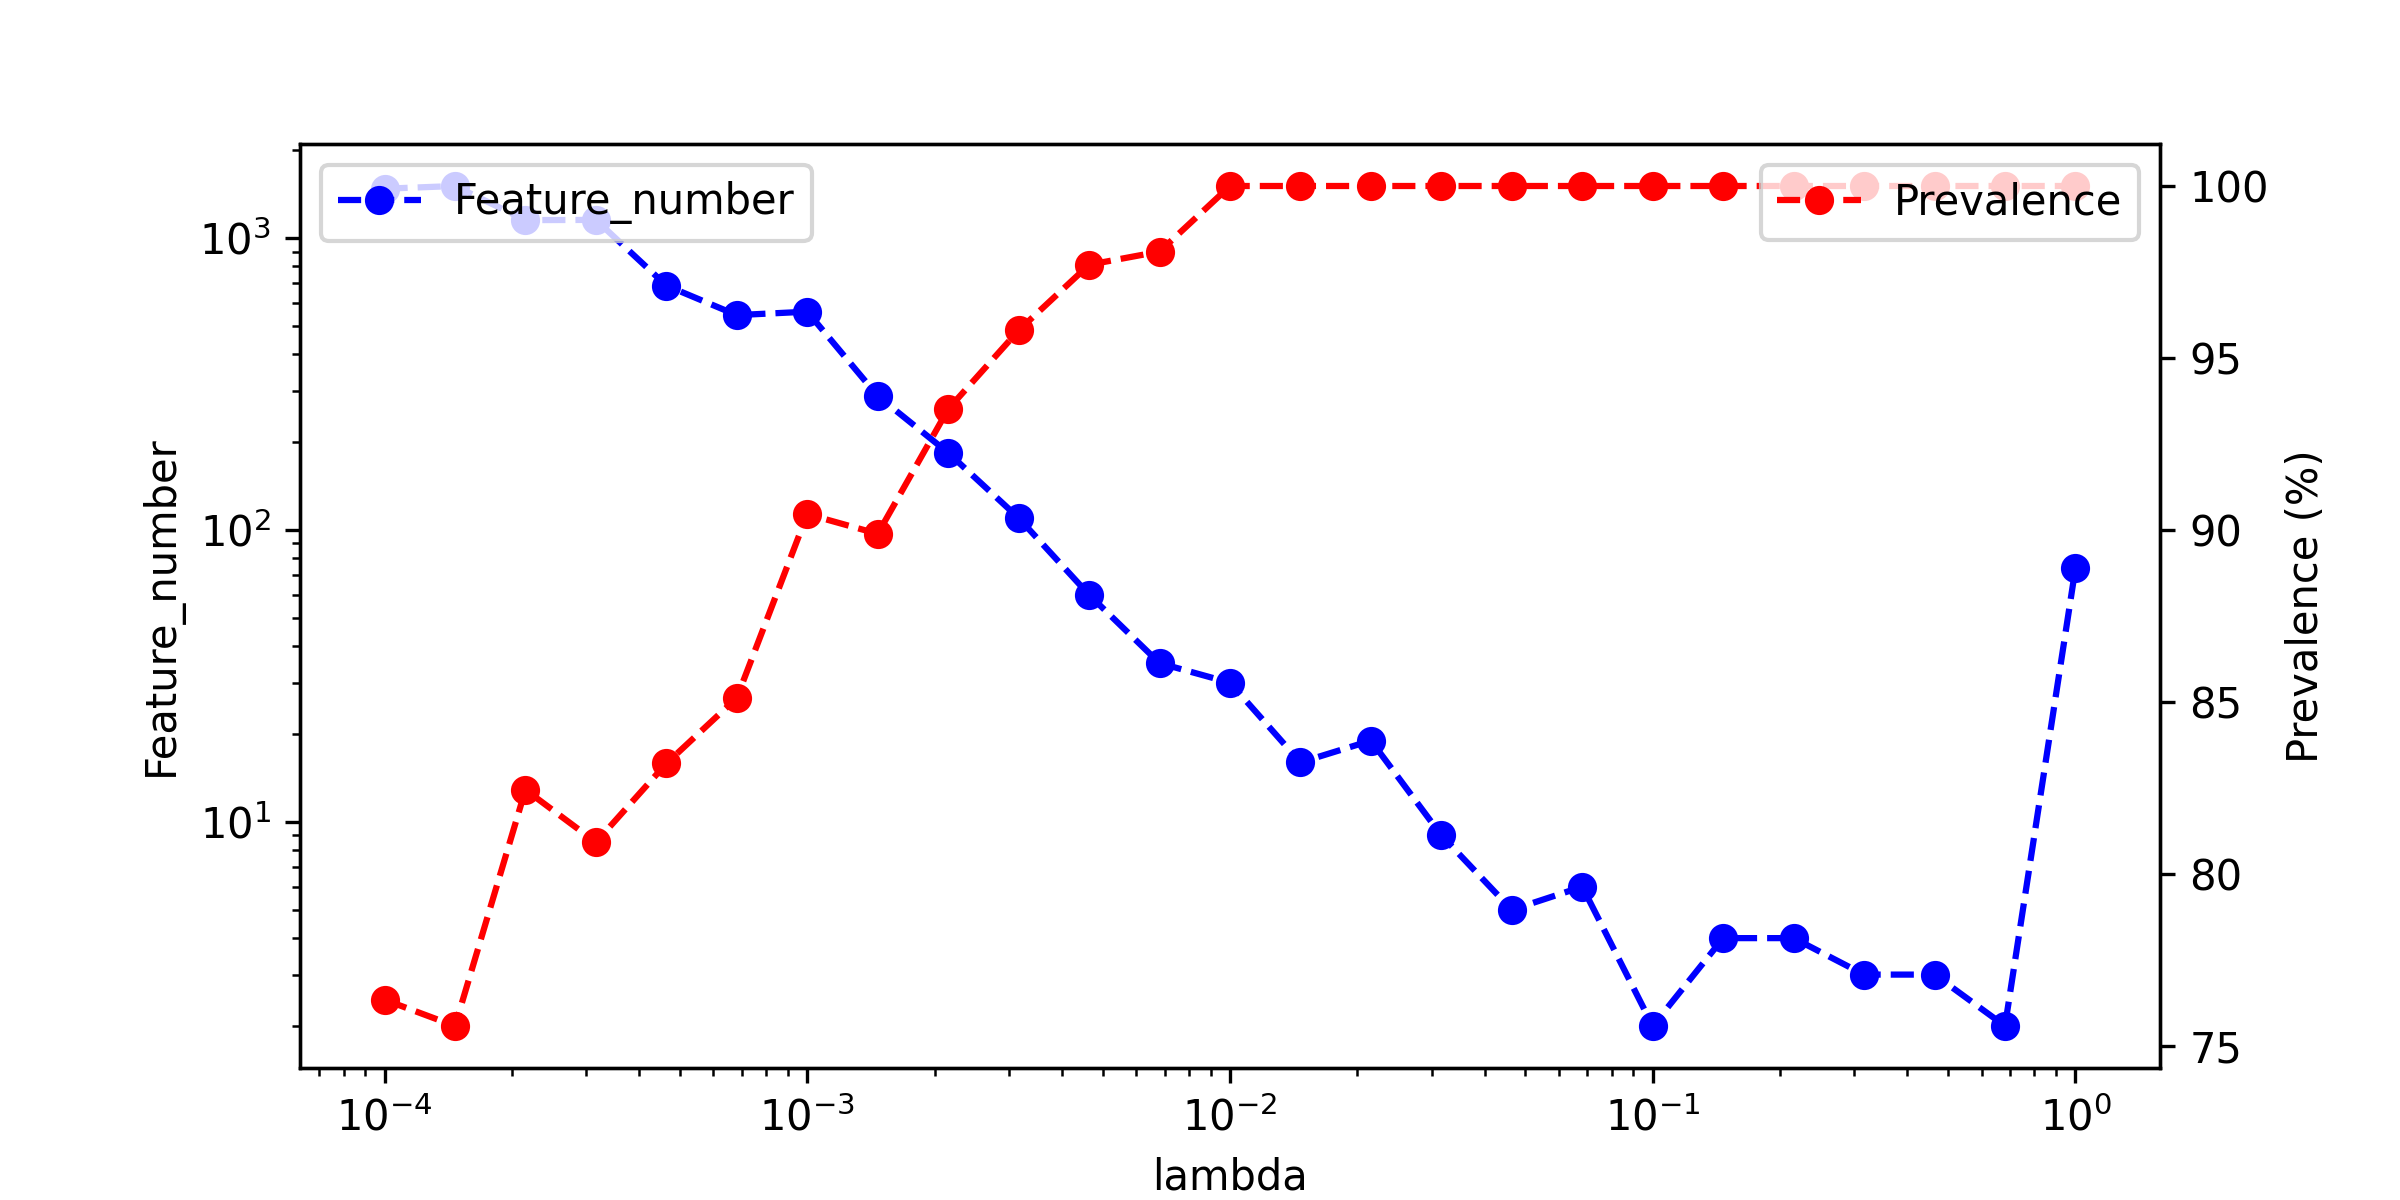 Feature_number
Prevalence
10³
10²
10¹
Feature_number
100
95
90
85
80
75
Prevalence (%)
10⁻⁴ 10⁻³ 10⁻² 10⁻¹ 10⁰
lambda